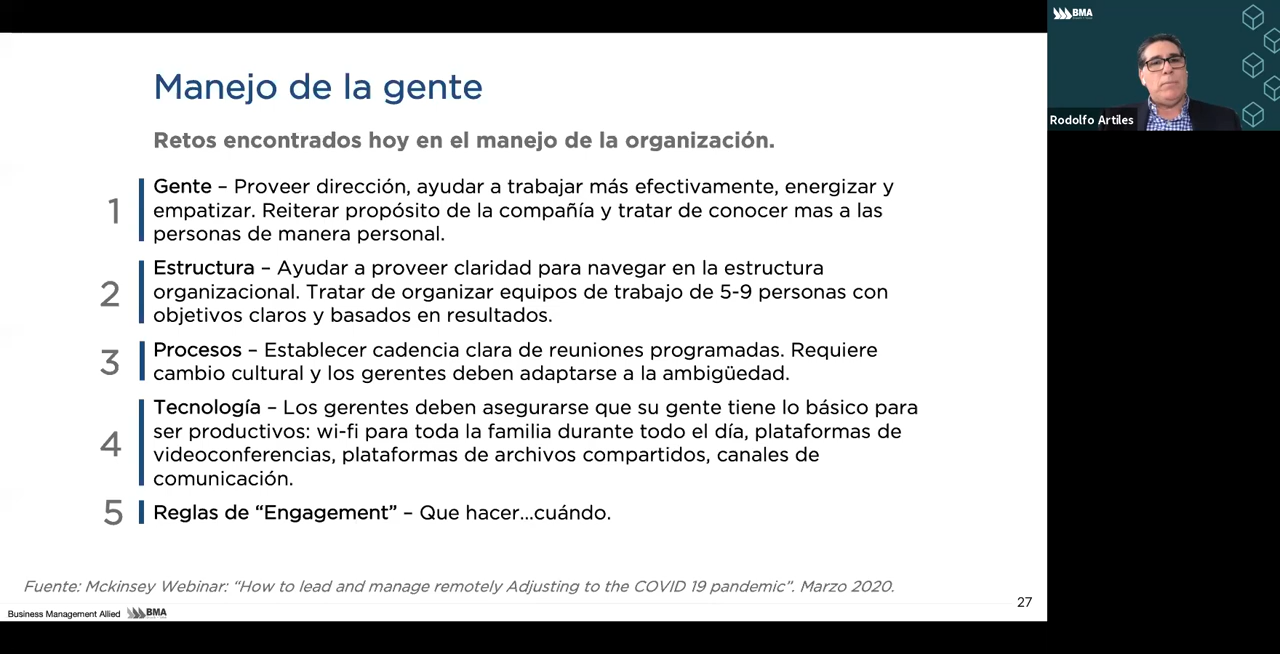 Manejo de la gente
Retos encontrados hoy en el manejo de la organización.
1
Gente – Proveer dirección, ayudar a trabajar más efectivamente, energizar y
empatizar. Reiterar propósito de la compañía y tratar de conocer mas a las
personas de manera personal.
2
Estructura – Ayudar a proveer claridad para navegar en la estructura
organizacional. Tratar de organizar equipos de trabajo de 5-9 personas con
objetivos claros y basados en resultados.
3
Procesos – Establecer cadencia clara de reuniones programadas. Requiere
cambio cultural y los gerentes deben adaptarse a la ambigüedad.
4
Tecnología – Los gerentes deben asegurarse que su gente tiene lo básico para
ser productivos: wi-fi para toda la familia durante todo el día, plataformas de
videoconferencias, plataformas de archivos compartidos, canales de
comunicación.
5
Reglas de “Engagement” – Que hacer...cuándo.
Fuente: Mckinsey Webinar: “How to lead and manage remotely Adjusting to the COVID 19 pandemic”. Marzo 2020.
27
Business Management Allied BMA
BMA
Rodolfo Artiles